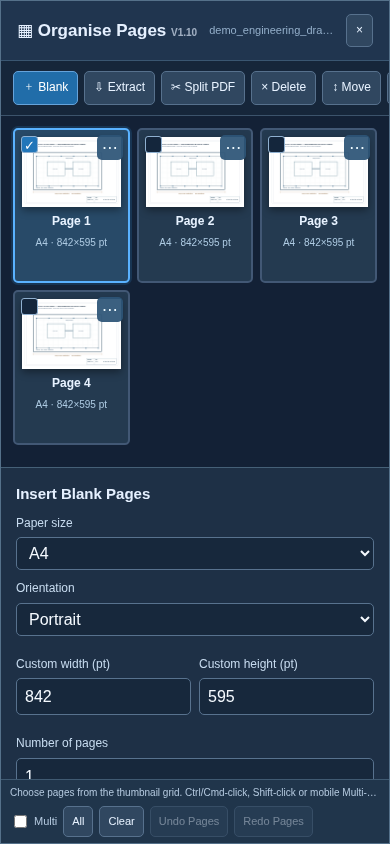 ▦ Organise Pages V1.10 demo_engineering_dra… ×
+ Blank ⇩ Extract ✂ Split PDF × Delete ↕ Move
✓ ··· ··· ···
Page 1 Page 2 Page 3
A4 · 842×595 pt A4 · 842×595 pt A4 · 842×595 pt
···
Page 4
A4 · 842×595 pt
Insert Blank Pages
Paper size
A4
Orientation
Portrait
Custom width (pt) Custom height (pt)
842 595
Number of pages
1
Choose pages from the thumbnail grid. Ctrl/Cmd-click, Shift-click or mobile Multi-…
Multi All Clear Undo Pages Redo Pages